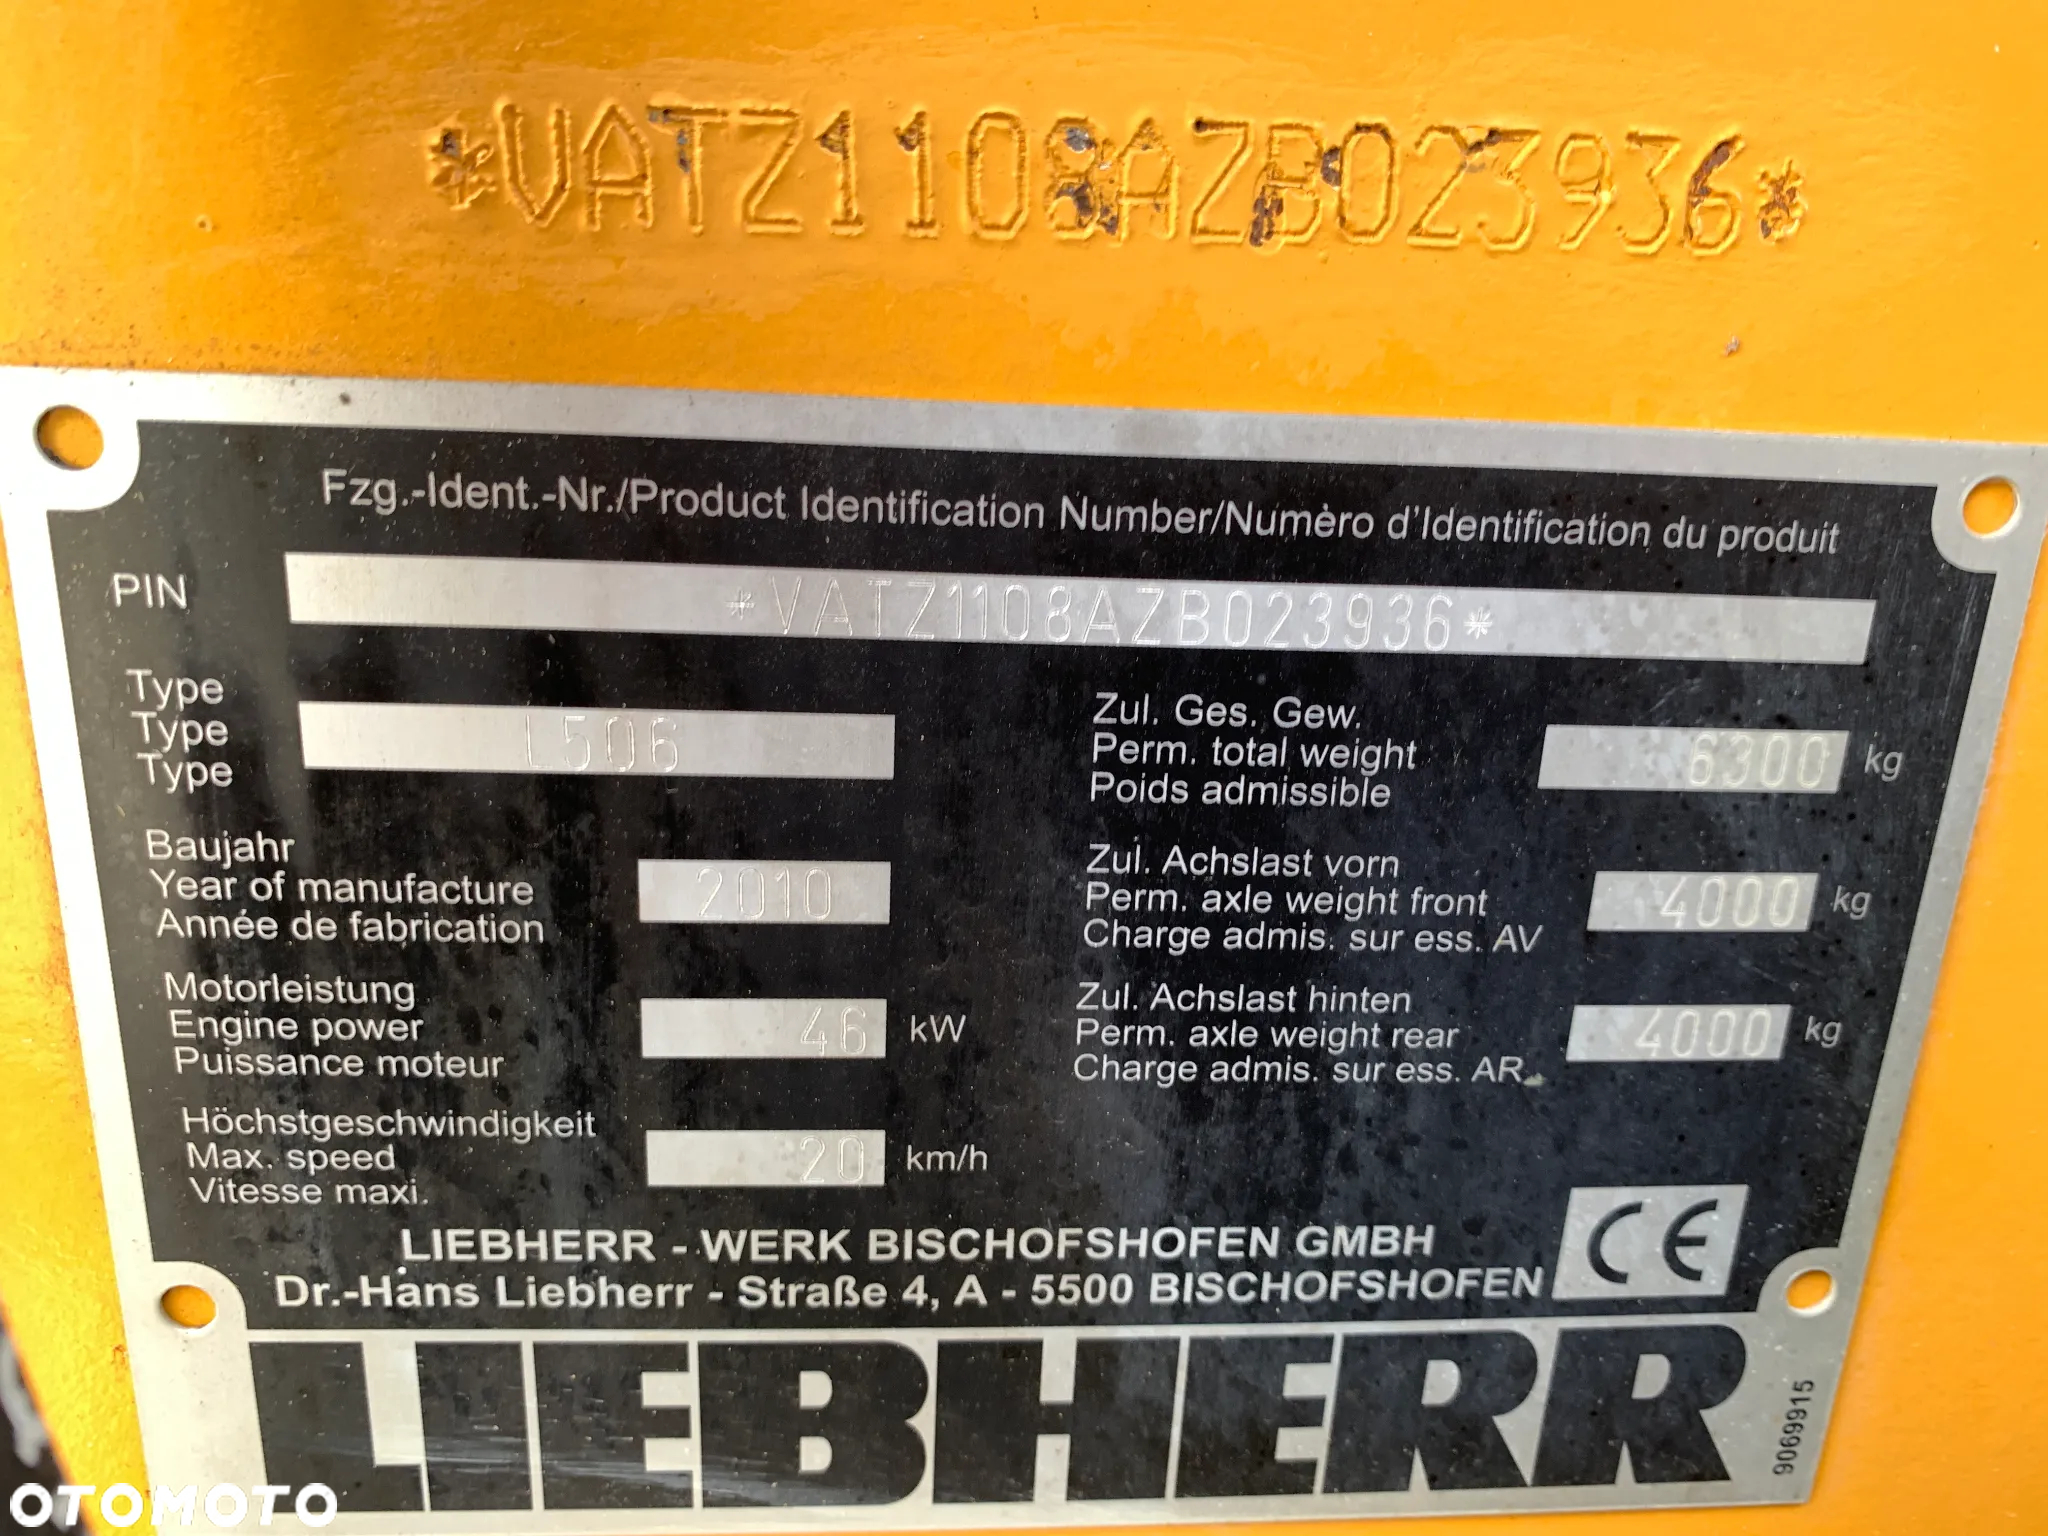 *VATZ1108AZB023936*
Fzg.-Ident.-Nr./Product Identification Number/Numèro d'Identification du produit
PIN *VATZ1108AZB023936*
Type
Type L506
Type
Zul. Ges. Gew.
Perm. total weight 6300 kg
Poids admissible
Baujahr
Year of manufacture 2010
Année de fabrication
Zul. Achslast vorn
Perm. axle weight front 4000 kg
Charge admis. sur ess. AV
Motorleistung
Engine power 46 kW
Puissance moteur
Zul. Achslast hinten
Perm. axle weight rear 4000 kg
Charge admis. sur ess. AR
Höchstgeschwindigkeit
Max. speed 20 km/h
Vitesse maxi.
LIEBHERR - WERK BISCHOFSHOFEN GMBH
Dr.-Hans Liebherr - Straße 4, A - 5500 BISCHOFSHOFEN
CE
LIEBHERR
9069915
OTOMOTO